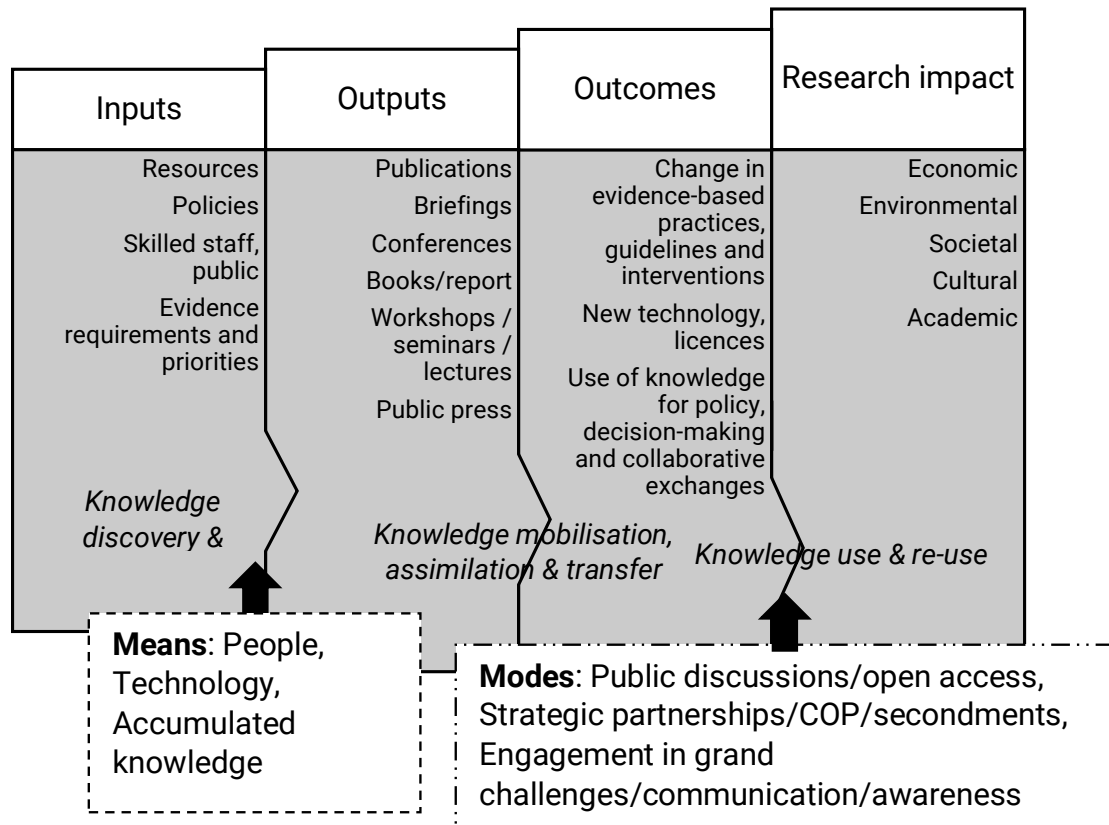 Inputs
Outputs
Outcomes
Research impact
Resources
Policies
Skilled staff,
public
Evidence
requirements and
priorities
Publications
Briefings
Conferences
Books/report
Workshops /
seminars /
lectures
Public press
Change in
evidence-based
practices,
guidelines and
interventions
New technology,
licences
Use of knowledge
for policy,
decision-making
and collaborative
exchanges
Economic
Environmental
Societal
Cultural
Academic
Knowledge
discovery &
Knowledge mobilisation,
assimilation & transfer
Knowledge use & re-use
Means: People,
Technology,
Accumulated
knowledge
Modes: Public discussions/open access,
Strategic partnerships/COP/secondments,
Engagement in grand
challenges/communication/awareness